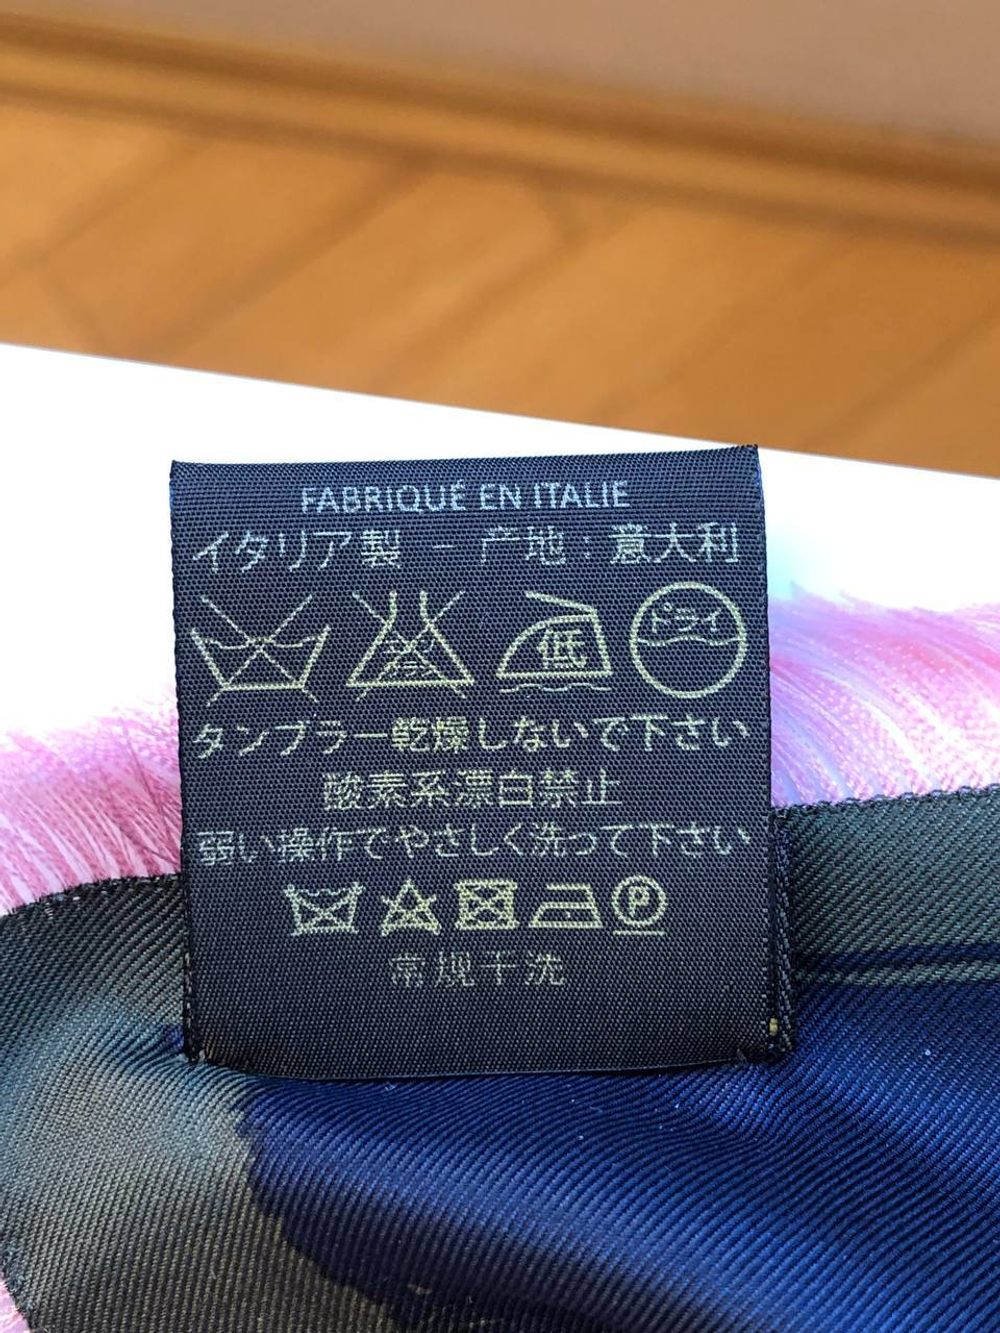 FABRIQUÉ EN ITALIE
イタリア製 - 产地：意大利
低 ドライ
タンブラー乾燥しないで下さい
酸素系漂白禁止
弱い操作でやさしく洗って下さい
P
常规干洗